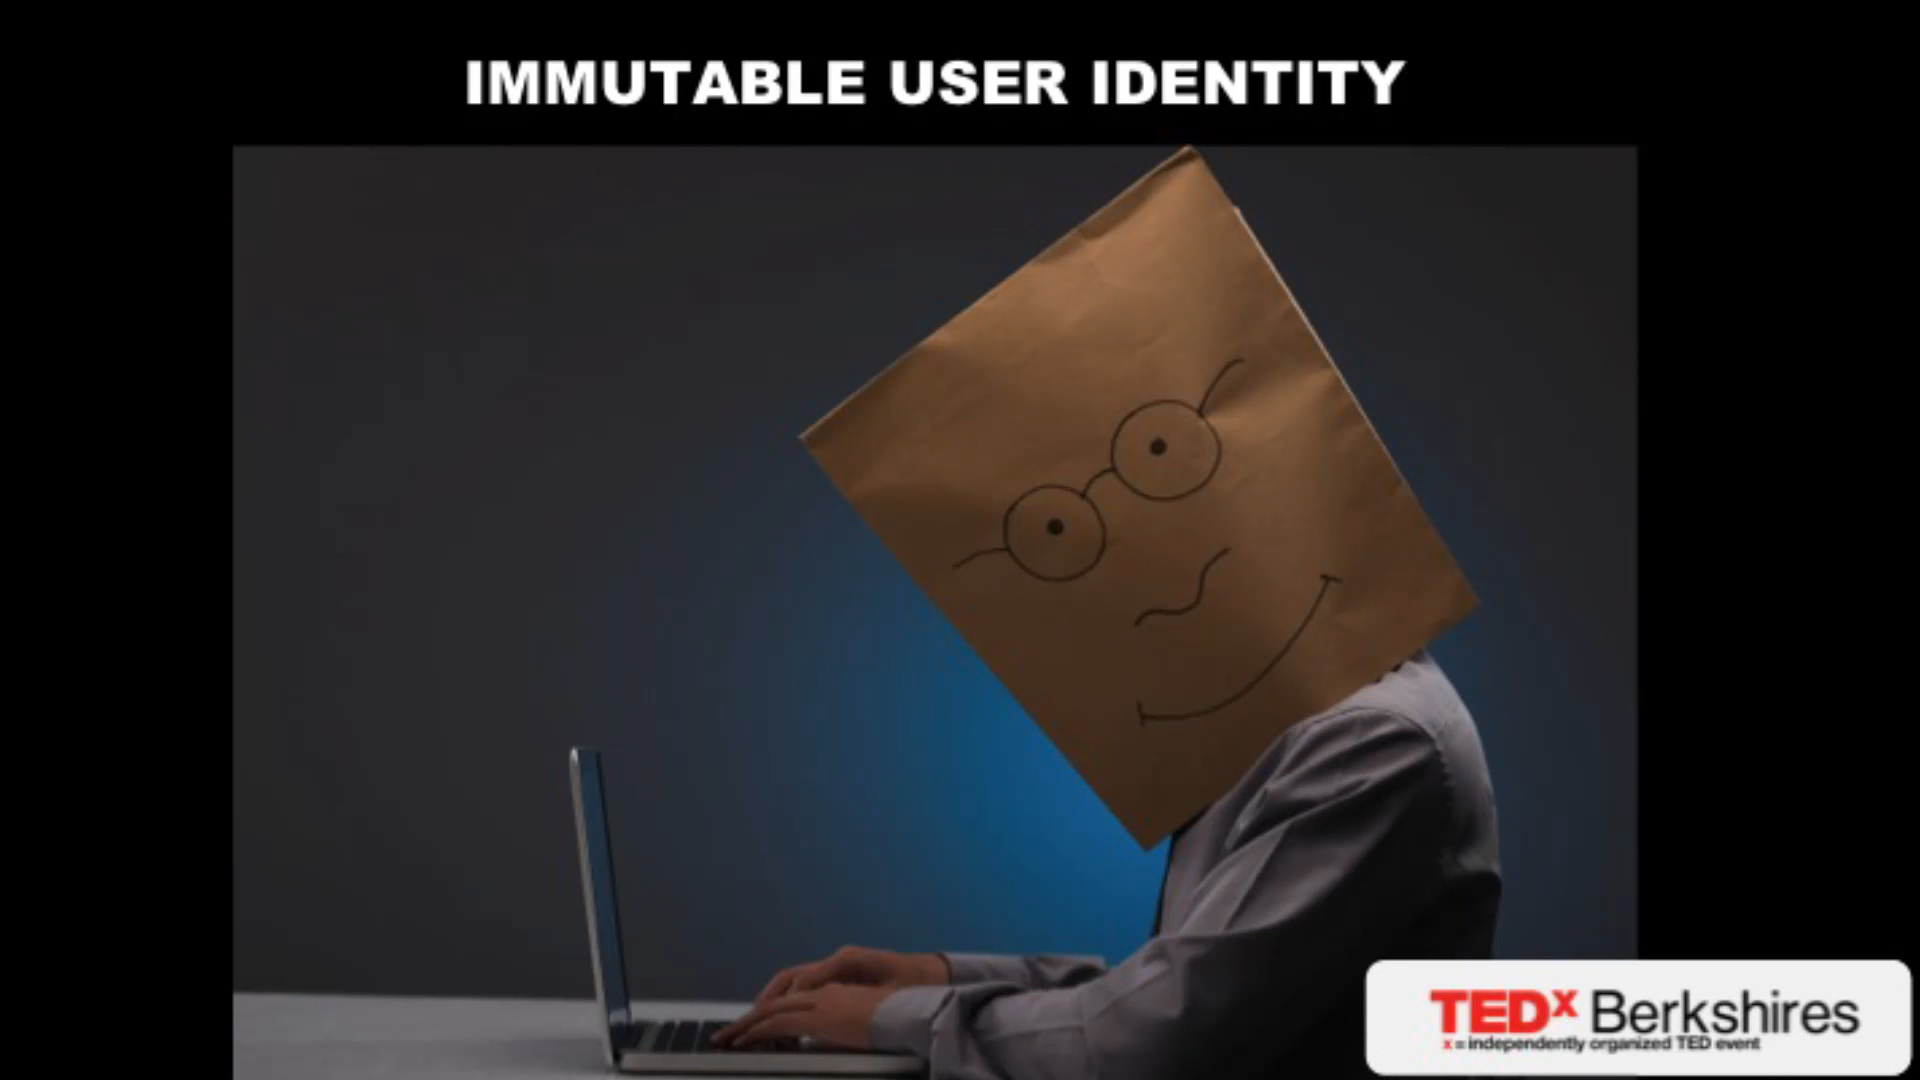 IMMUTABLE USER IDENTITY
TEDx Berkshires
x = independently organized TED event